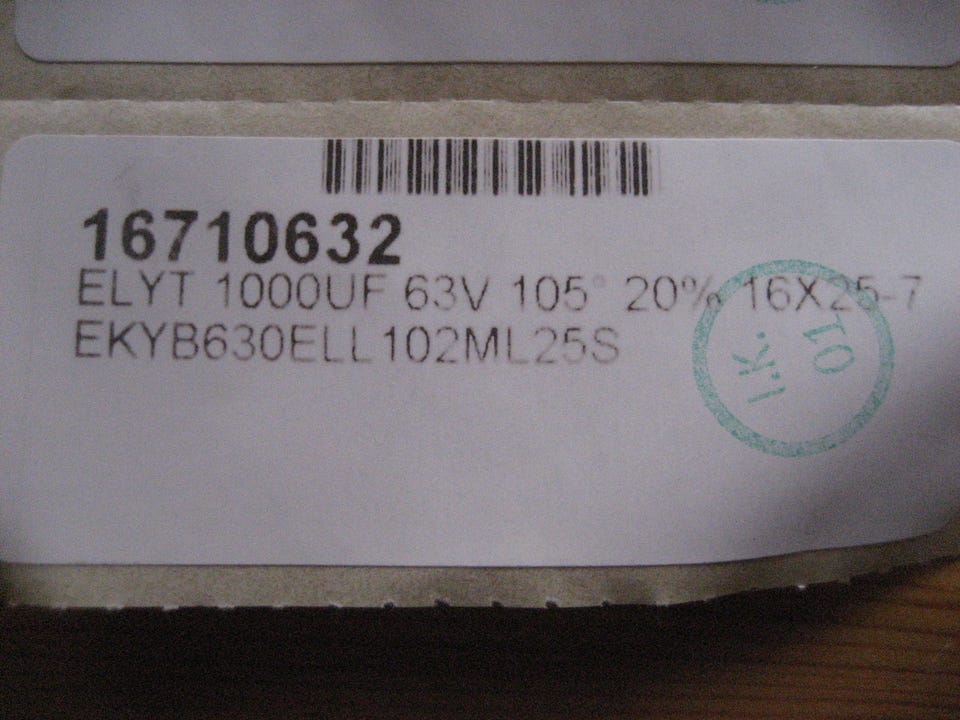 16710632
ELYT 1000UF 63V 105° 20% 16X25-7
EKYB630ELL102ML25S
I.K.
01